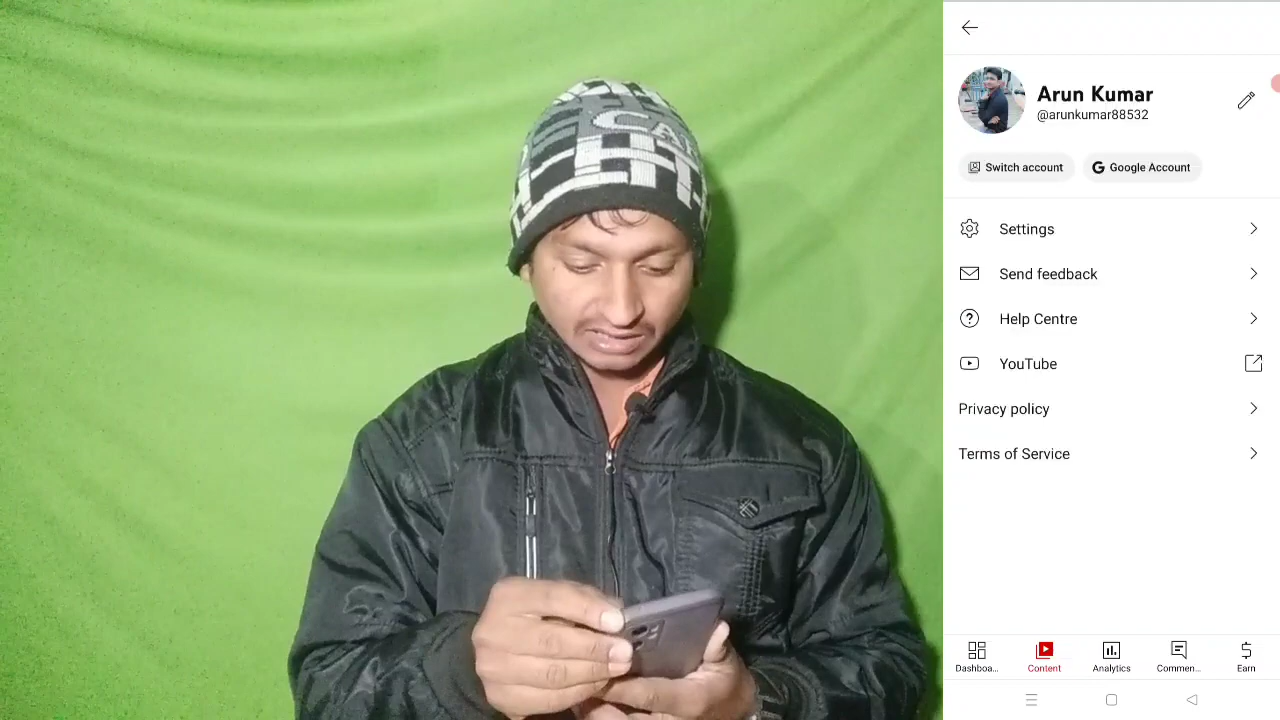 Arun Kumar
@arunkumar88532
Switch account
Google Account
Settings
Send feedback
Help Centre
YouTube
Privacy policy
Terms of Service
Dashboa...
Content
Analytics
Commen...
Earn